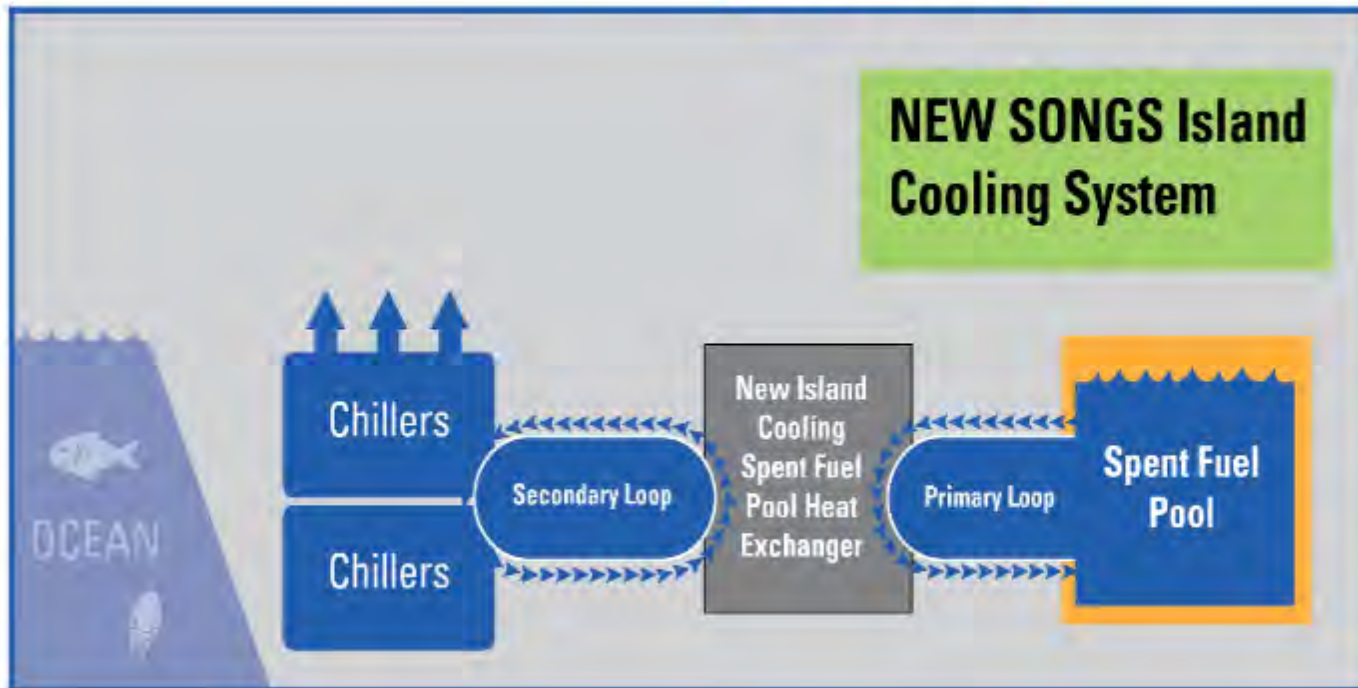 NEW SONGS Island
Cooling System
OCEAN
Chillers
Chillers
Secondary Loop
New Island
Cooling
Spent Fuel
Pool Heat
Exchanger
Primary Loop
Spent Fuel
Pool